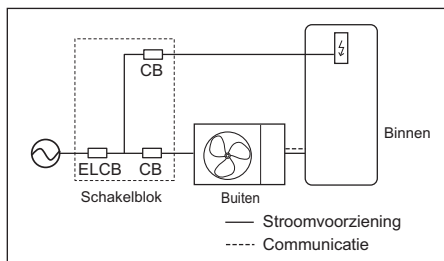 CB
Binnen
ELCB
CB
Schakelblok
Buiten
Stroomvoorziening
Communicatie